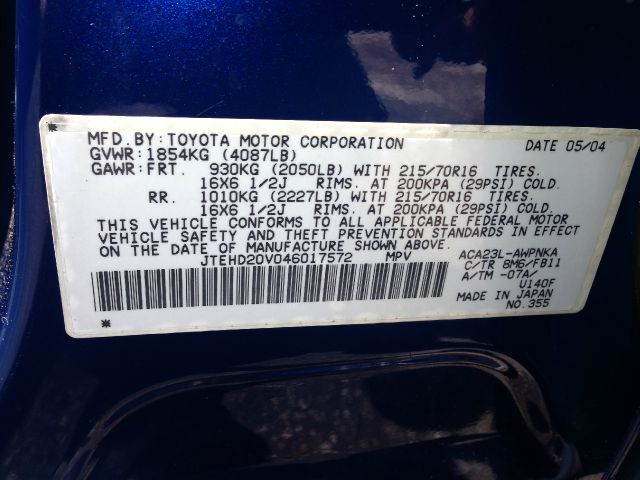 MFD. BY: TOYOTA MOTOR CORPORATION DATE 05/04
GVWR: 1854KG (4087LB)
GAWR: FRT. 930KG (2050LB) WITH 215/70R16 TIRES.
16X6 1/2J RIMS. AT 200KPA (29PSI) COLD.
RR. 1010KG (2227LB) WITH 215/70R16 TIRES.
16X6 1/2J RIMS. AT 200KPA (29PSI) COLD.
THIS VEHICLE CONFORMS TO ALL APPLICABLE FEDERAL MOTOR
VEHICLE SAFETY AND THEFT PREVENTION STANDARDS IN EFFECT
ON THE DATE OF MANUFACTURE SHOWN ABOVE.
JTEHD20V046017572 MPV ACA23L-AWPNKA
C/TR 8M6/FB11
A/TM -07A/
U140F
MADE IN JAPAN
NO.355